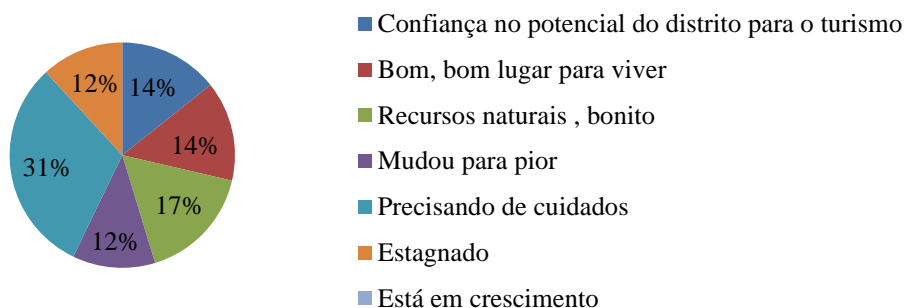 12%
14%
14%
31%
17%
12%
Confiança no potencial do distrito para o turismo
Bom, bom lugar para viver
Recursos naturais , bonito
Mudou para pior
Precisando de cuidados
Estagnado
Está em crescimento